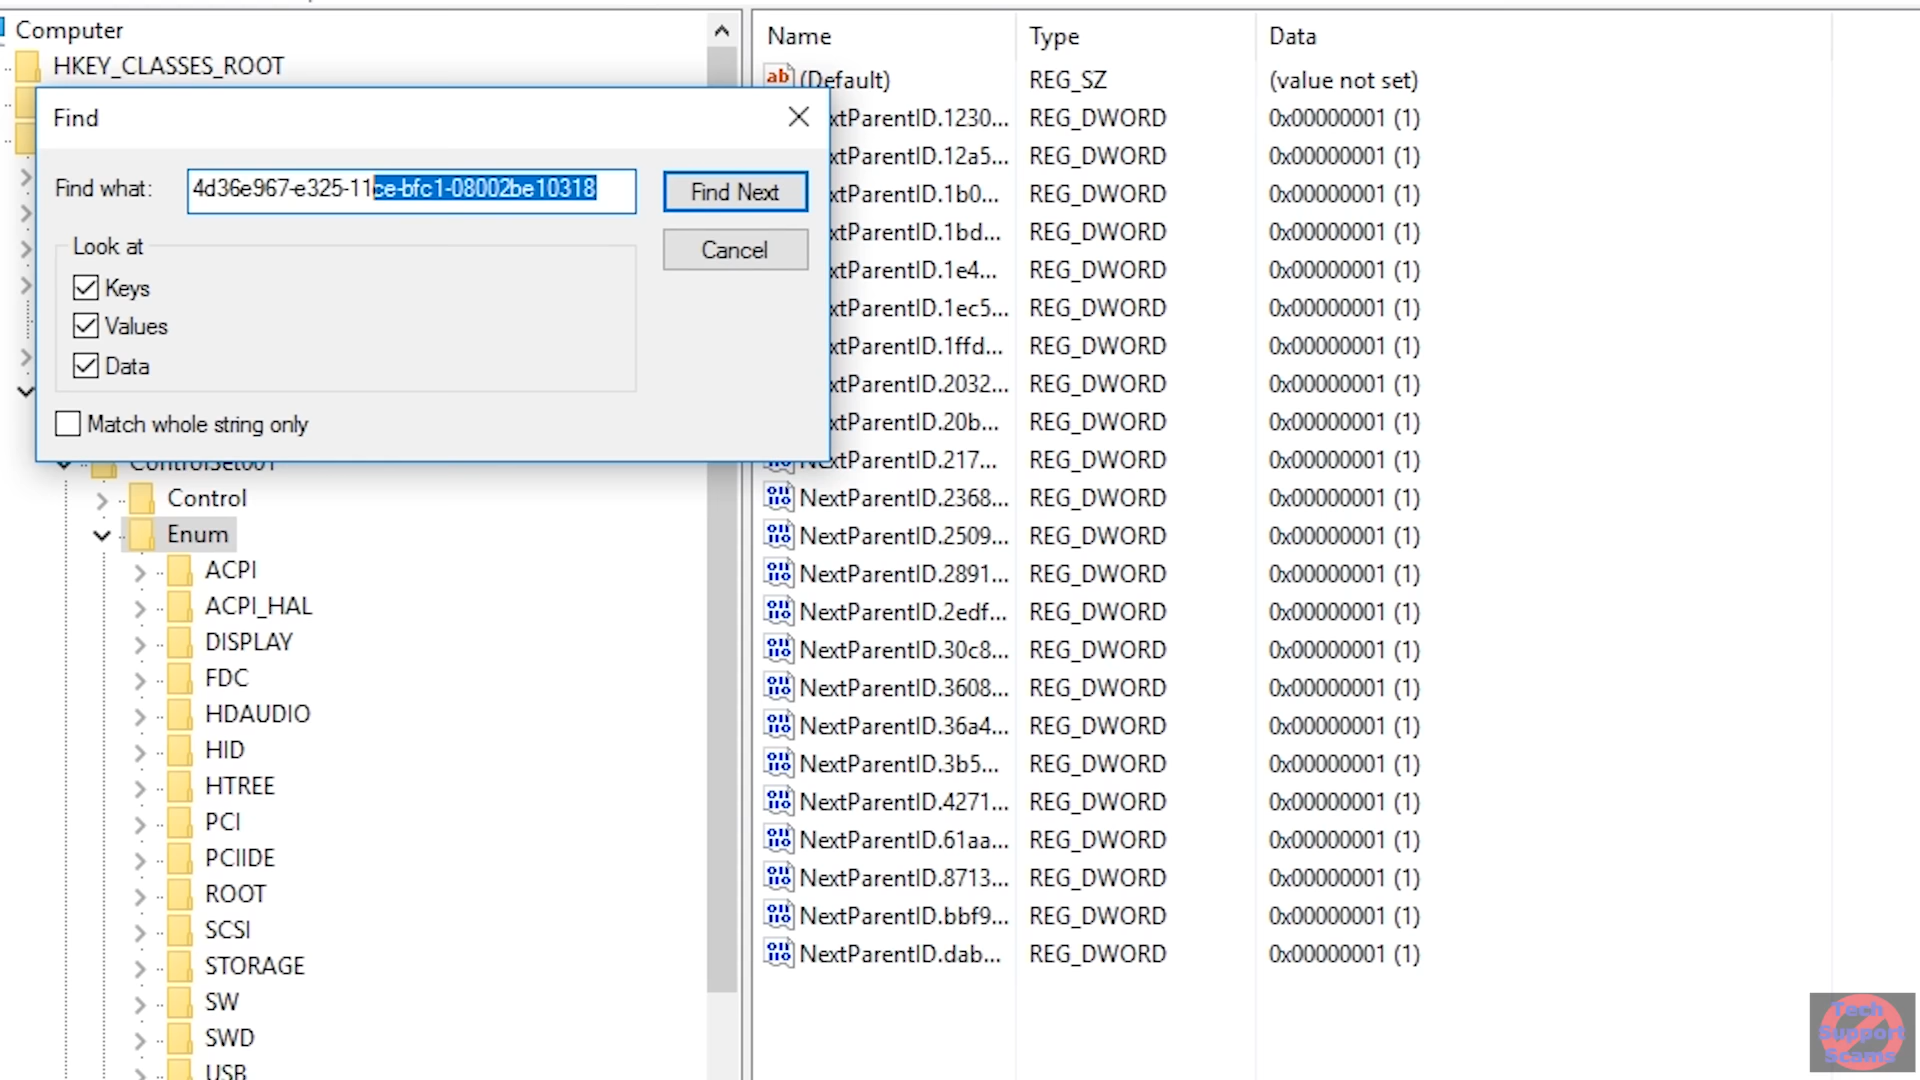 Computer
HKEY_CLASSES_ROOT
Find
Find what:
4d36e967-e325-11ce-bfc1-08002be10318
Find Next
Cancel
Look at
Keys
Values
Data
Match whole string only
ControlSet001
Control
Enum
ACPI
ACPI_HAL
DISPLAY
FDC
HDAUDIO
HID
HTREE
PCI
PCIIDE
ROOT
SCSI
STORAGE
SW
SWD
USB
Name Type Data
ab (Default) REG_SZ (value not set)
xtParentID.1230... REG_DWORD 0x00000001 (1)
xtParentID.12a5... REG_DWORD 0x00000001 (1)
xtParentID.1b0... REG_DWORD 0x00000001 (1)
xtParentID.1bd... REG_DWORD 0x00000001 (1)
xtParentID.1e4... REG_DWORD 0x00000001 (1)
xtParentID.1ec5... REG_DWORD 0x00000001 (1)
xtParentID.1ffd... REG_DWORD 0x00000001 (1)
xtParentID.2032... REG_DWORD 0x00000001 (1)
xtParentID.20b... REG_DWORD 0x00000001 (1)
NextParentID.217... REG_DWORD 0x00000001 (1)
NextParentID.2368... REG_DWORD 0x00000001 (1)
NextParentID.2509... REG_DWORD 0x00000001 (1)
NextParentID.2891... REG_DWORD 0x00000001 (1)
NextParentID.2edf... REG_DWORD 0x00000001 (1)
NextParentID.30c8... REG_DWORD 0x00000001 (1)
NextParentID.3608... REG_DWORD 0x00000001 (1)
NextParentID.36a4... REG_DWORD 0x00000001 (1)
NextParentID.3b5... REG_DWORD 0x00000001 (1)
NextParentID.4271... REG_DWORD 0x00000001 (1)
NextParentID.61aa... REG_DWORD 0x00000001 (1)
NextParentID.8713... REG_DWORD 0x00000001 (1)
NextParentID.bbf9... REG_DWORD 0x00000001 (1)
NextParentID.dab... REG_DWORD 0x00000001 (1)
Tech
Support
Scams